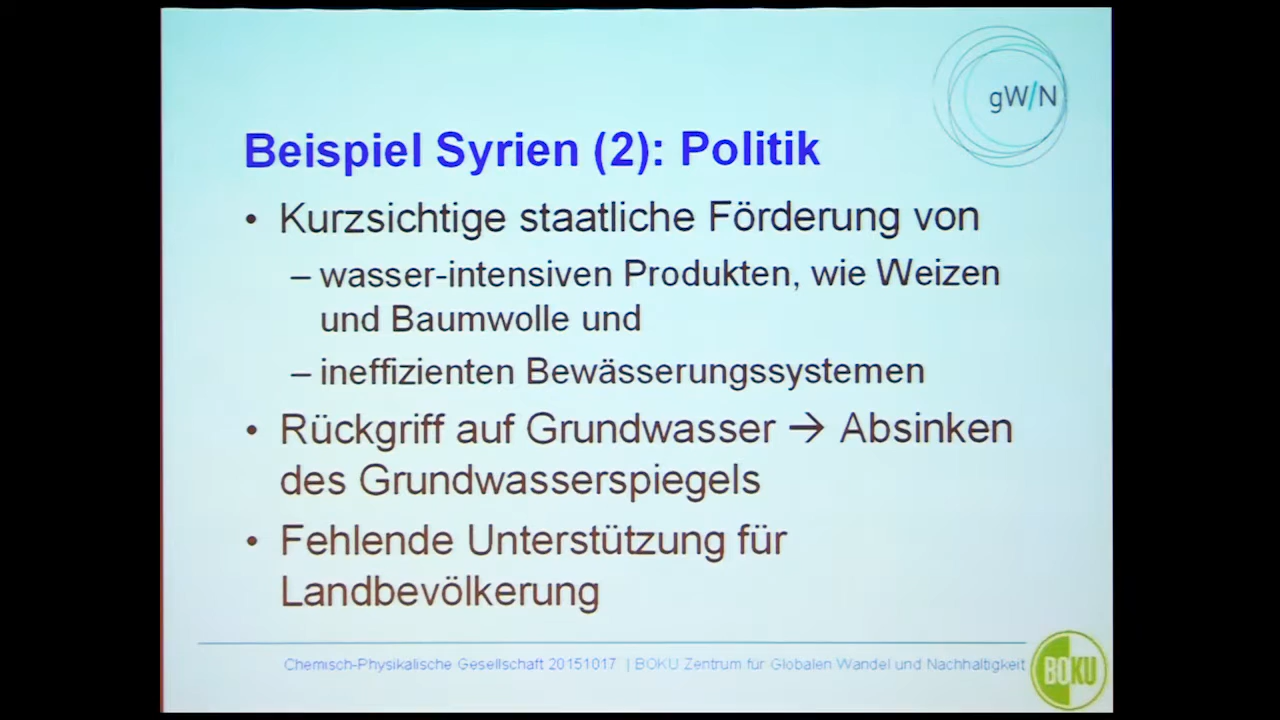 gW/N
Beispiel Syrien (2): Politik
• Kurzsichtige staatliche Förderung von
– wasser-intensiven Produkten, wie Weizen
und Baumwolle und
– ineffizienten Bewässerungssystemen
• Rückgriff auf Grundwasser → Absinken
des Grundwasserspiegels
• Fehlende Unterstützung für
Landbevölkerung
Chemisch-Physikalische Gesellschaft 20151017 | BOKU Zentrum für Globalen Wandel und Nachhaltigkeit
BOKU